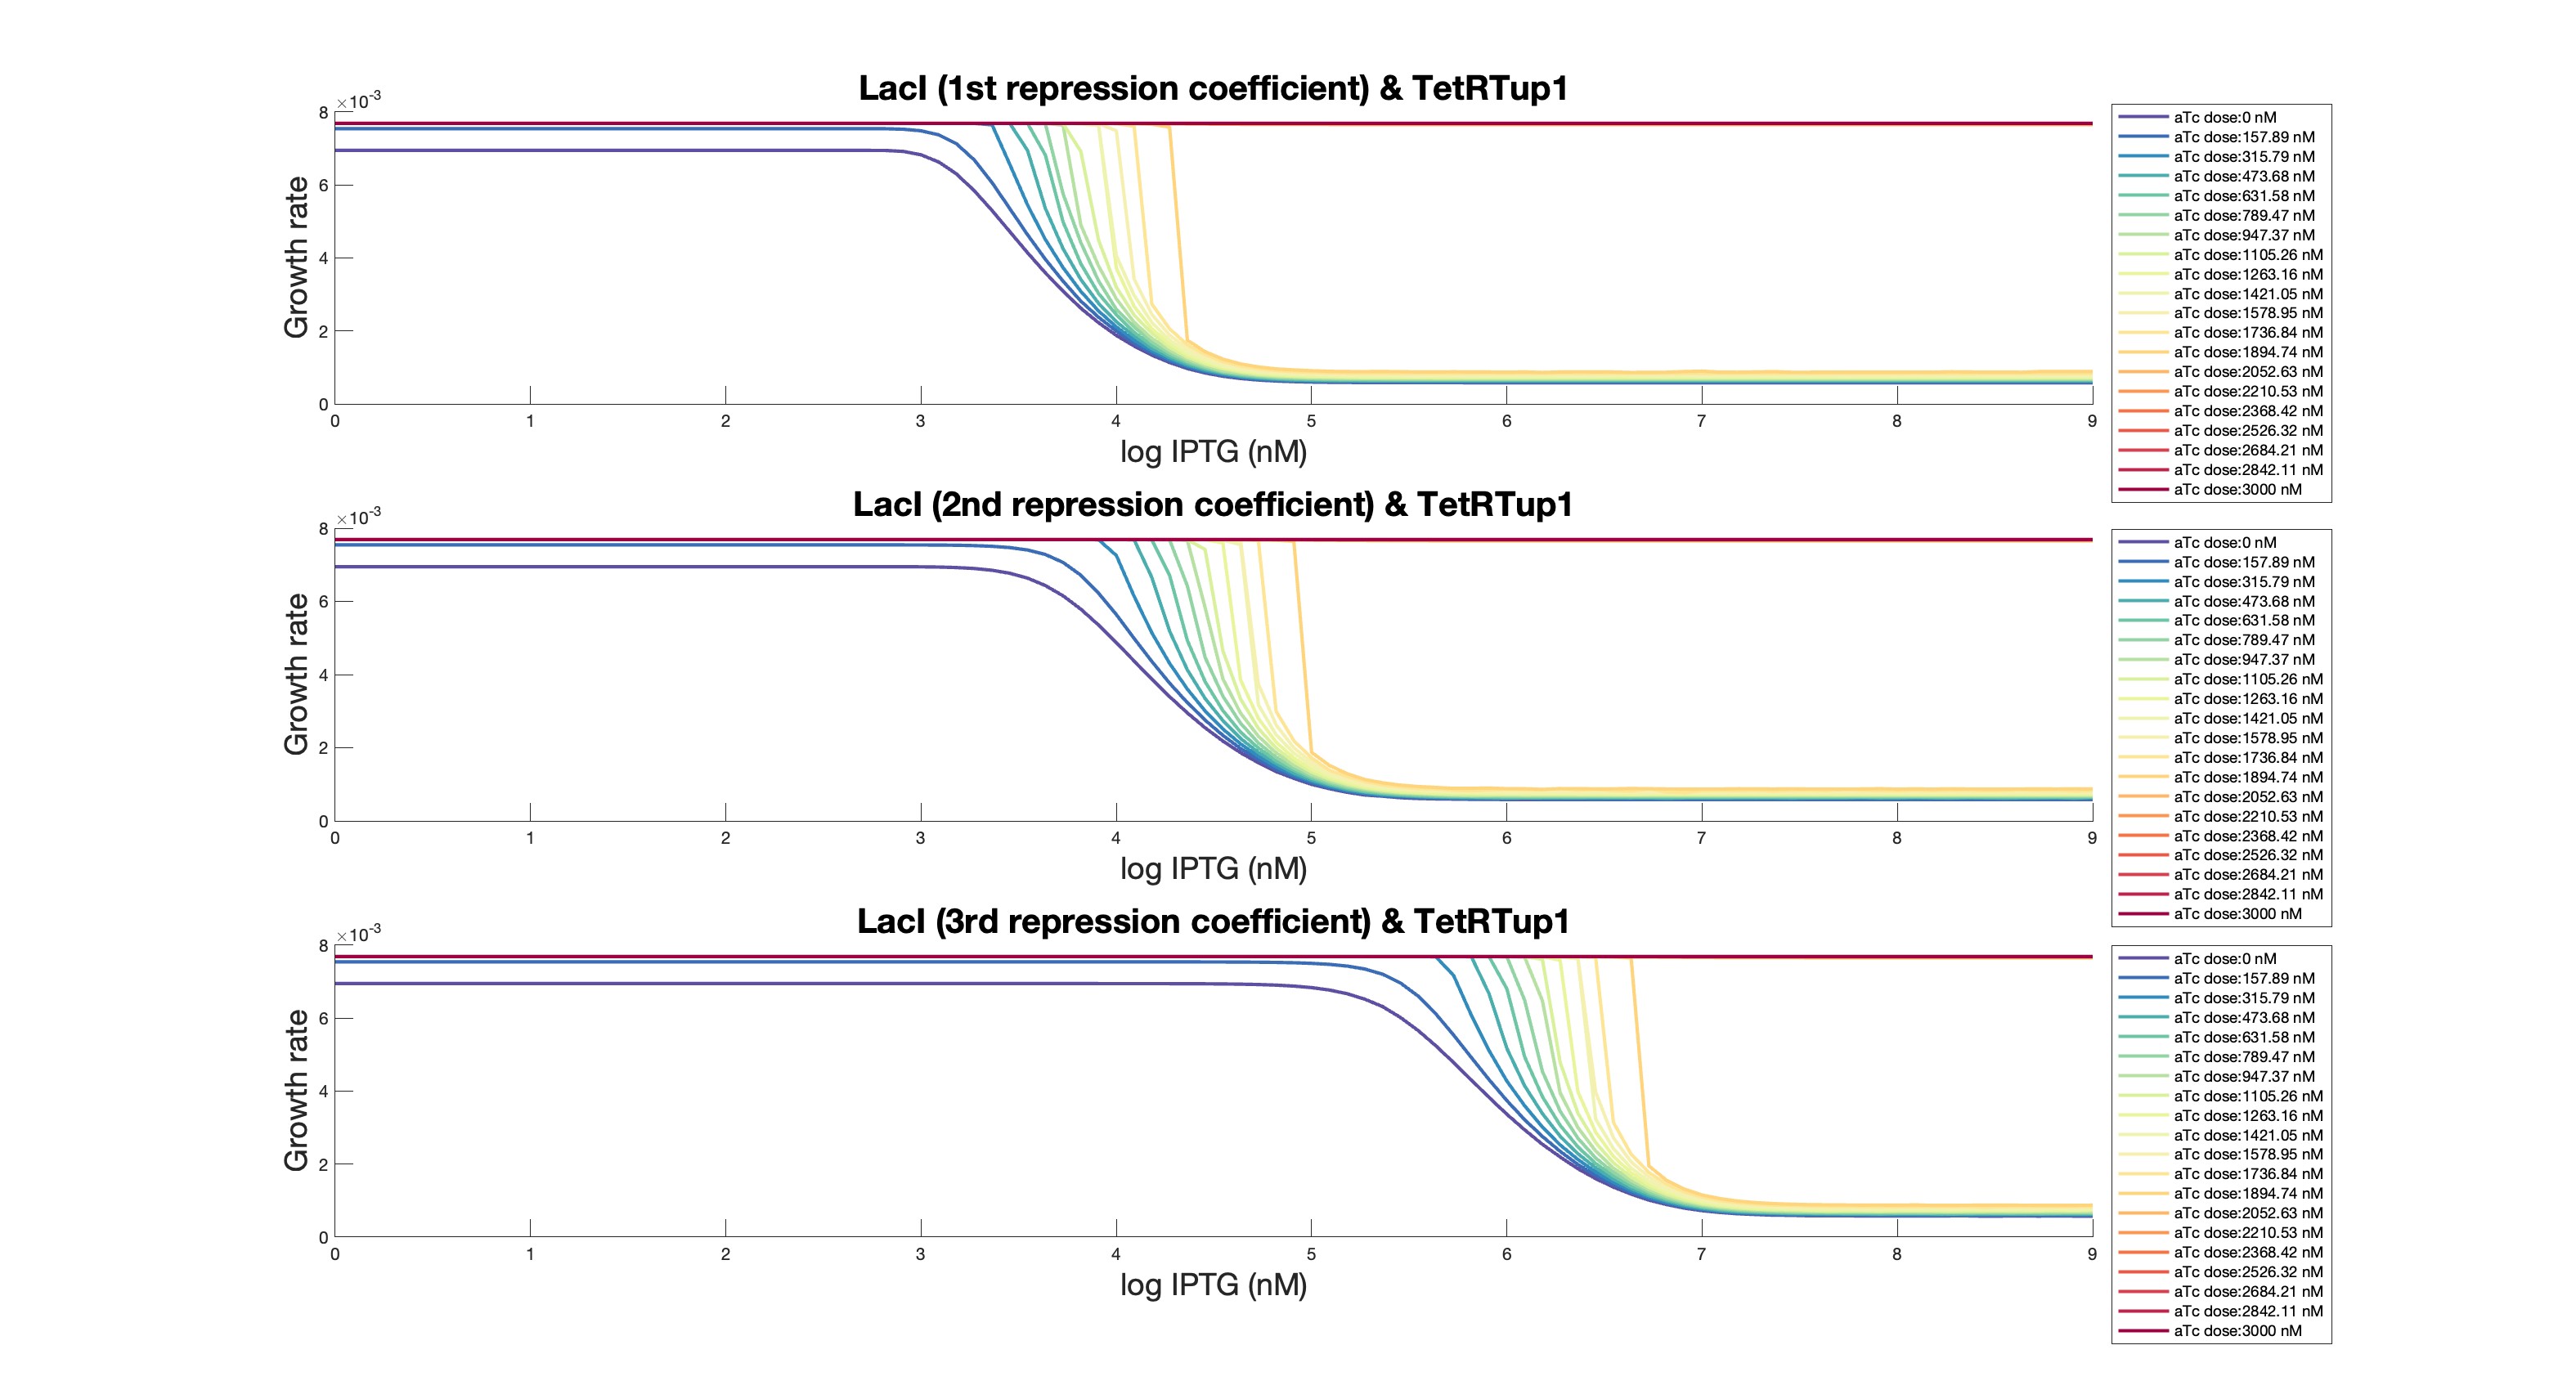 LacI (1st repression coefficient) & TetRTup1
×10-3
8
6
4
2
0
Growth rate
0 1 2 3 4 5 6 7 8 9
log IPTG (nM)
aTc dose:0 nM
aTc dose:157.89 nM
aTc dose:315.79 nM
aTc dose:473.68 nM
aTc dose:631.58 nM
aTc dose:789.47 nM
aTc dose:947.37 nM
aTc dose:1105.26 nM
aTc dose:1263.16 nM
aTc dose:1421.05 nM
aTc dose:1578.95 nM
aTc dose:1736.84 nM
aTc dose:1894.74 nM
aTc dose:2052.63 nM
aTc dose:2210.53 nM
aTc dose:2368.42 nM
aTc dose:2526.32 nM
aTc dose:2684.21 nM
aTc dose:2842.11 nM
aTc dose:3000 nM
LacI (2nd repression coefficient) & TetRTup1
×10-3
8
6
4
2
0
Growth rate
0 1 2 3 4 5 6 7 8 9
log IPTG (nM)
aTc dose:0 nM
aTc dose:157.89 nM
aTc dose:315.79 nM
aTc dose:473.68 nM
aTc dose:631.58 nM
aTc dose:789.47 nM
aTc dose:947.37 nM
aTc dose:1105.26 nM
aTc dose:1263.16 nM
aTc dose:1421.05 nM
aTc dose:1578.95 nM
aTc dose:1736.84 nM
aTc dose:1894.74 nM
aTc dose:2052.63 nM
aTc dose:2210.53 nM
aTc dose:2368.42 nM
aTc dose:2526.32 nM
aTc dose:2684.21 nM
aTc dose:2842.11 nM
aTc dose:3000 nM
LacI (3rd repression coefficient) & TetRTup1
×10-3
8
6
4
2
0
Growth rate
0 1 2 3 4 5 6 7 8 9
log IPTG (nM)
aTc dose:0 nM
aTc dose:157.89 nM
aTc dose:315.79 nM
aTc dose:473.68 nM
aTc dose:631.58 nM
aTc dose:789.47 nM
aTc dose:947.37 nM
aTc dose:1105.26 nM
aTc dose:1263.16 nM
aTc dose:1421.05 nM
aTc dose:1578.95 nM
aTc dose:1736.84 nM
aTc dose:1894.74 nM
aTc dose:2052.63 nM
aTc dose:2210.53 nM
aTc dose:2368.42 nM
aTc dose:2526.32 nM
aTc dose:2684.21 nM
aTc dose:2842.11 nM
aTc dose:3000 nM